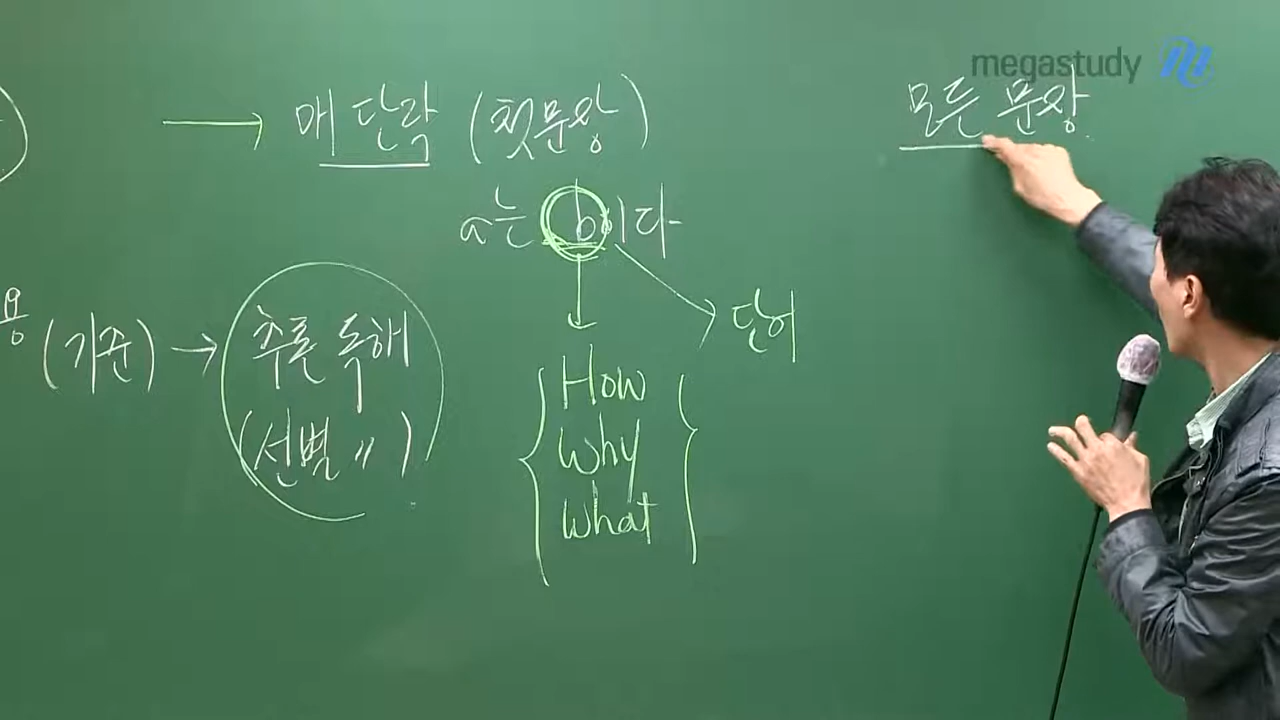 megastudy
→ 매 단락 (첫문장)
모든 문장
a는 b이다
→ 단어
용 (기준) → 추론 독해
(선별 〃)
How
Why
What